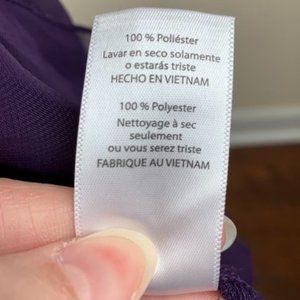 100 % Poliéster
Lavar en seco solamente
o estarás triste
HECHO EN VIETNAM
100 % Polyester
Nettoyage à sec
seulement
ou vous serez triste
FABRIQUE AU VIETNAM